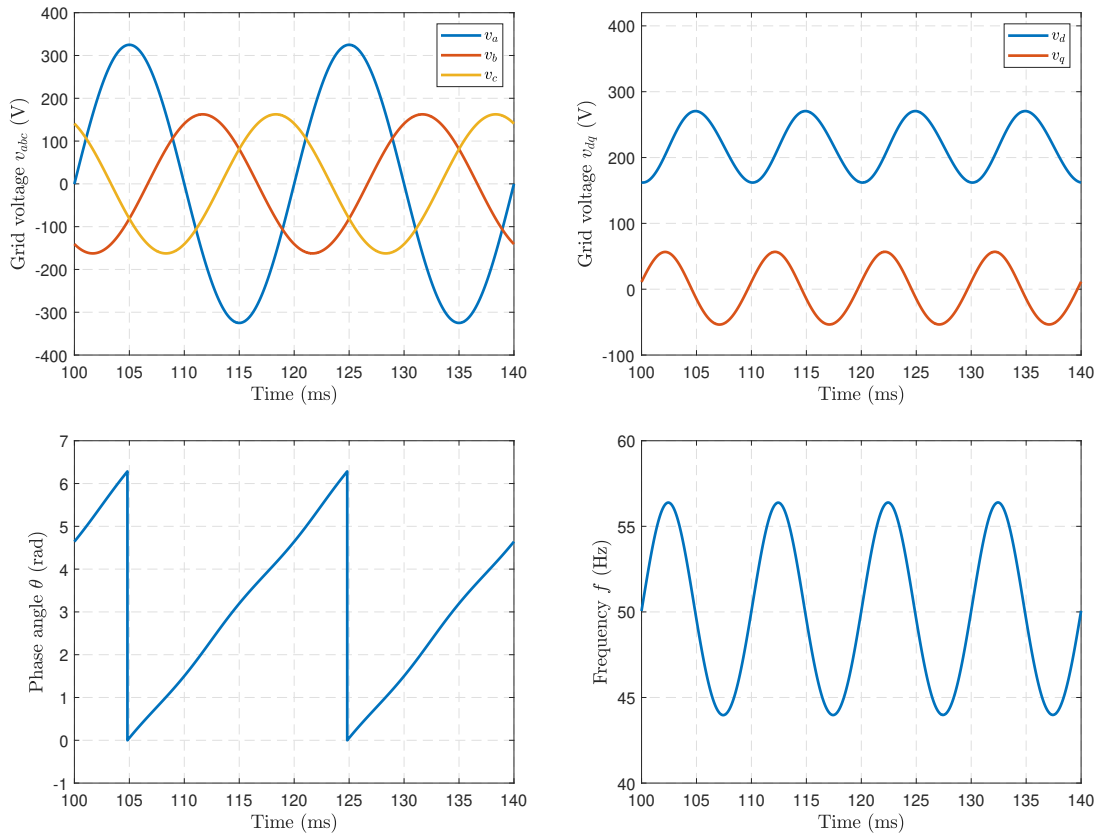 400
300
200
100
0
-100
-200
-300
-400
100 105 110 115 120 125 130 135 140
Time (ms)
Grid voltage v_abc (V)
v_a
v_b
v_c
400
300
200
100
0
-100
100 105 110 115 120 125 130 135 140
Time (ms)
Grid voltage v_dq (V)
v_d
v_q
7
6
5
4
3
2
1
0
-1
100 105 110 115 120 125 130 135 140
Time (ms)
Phase angle θ (rad)
60
55
50
45
40
100 105 110 115 120 125 130 135 140
Time (ms)
Frequency f (Hz)